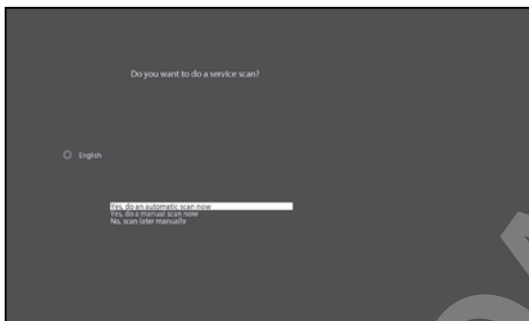 Do you want to do a service scan?
English
Yes, do an automatic scan now
Yes, do a manual scan now
No, scan later manually